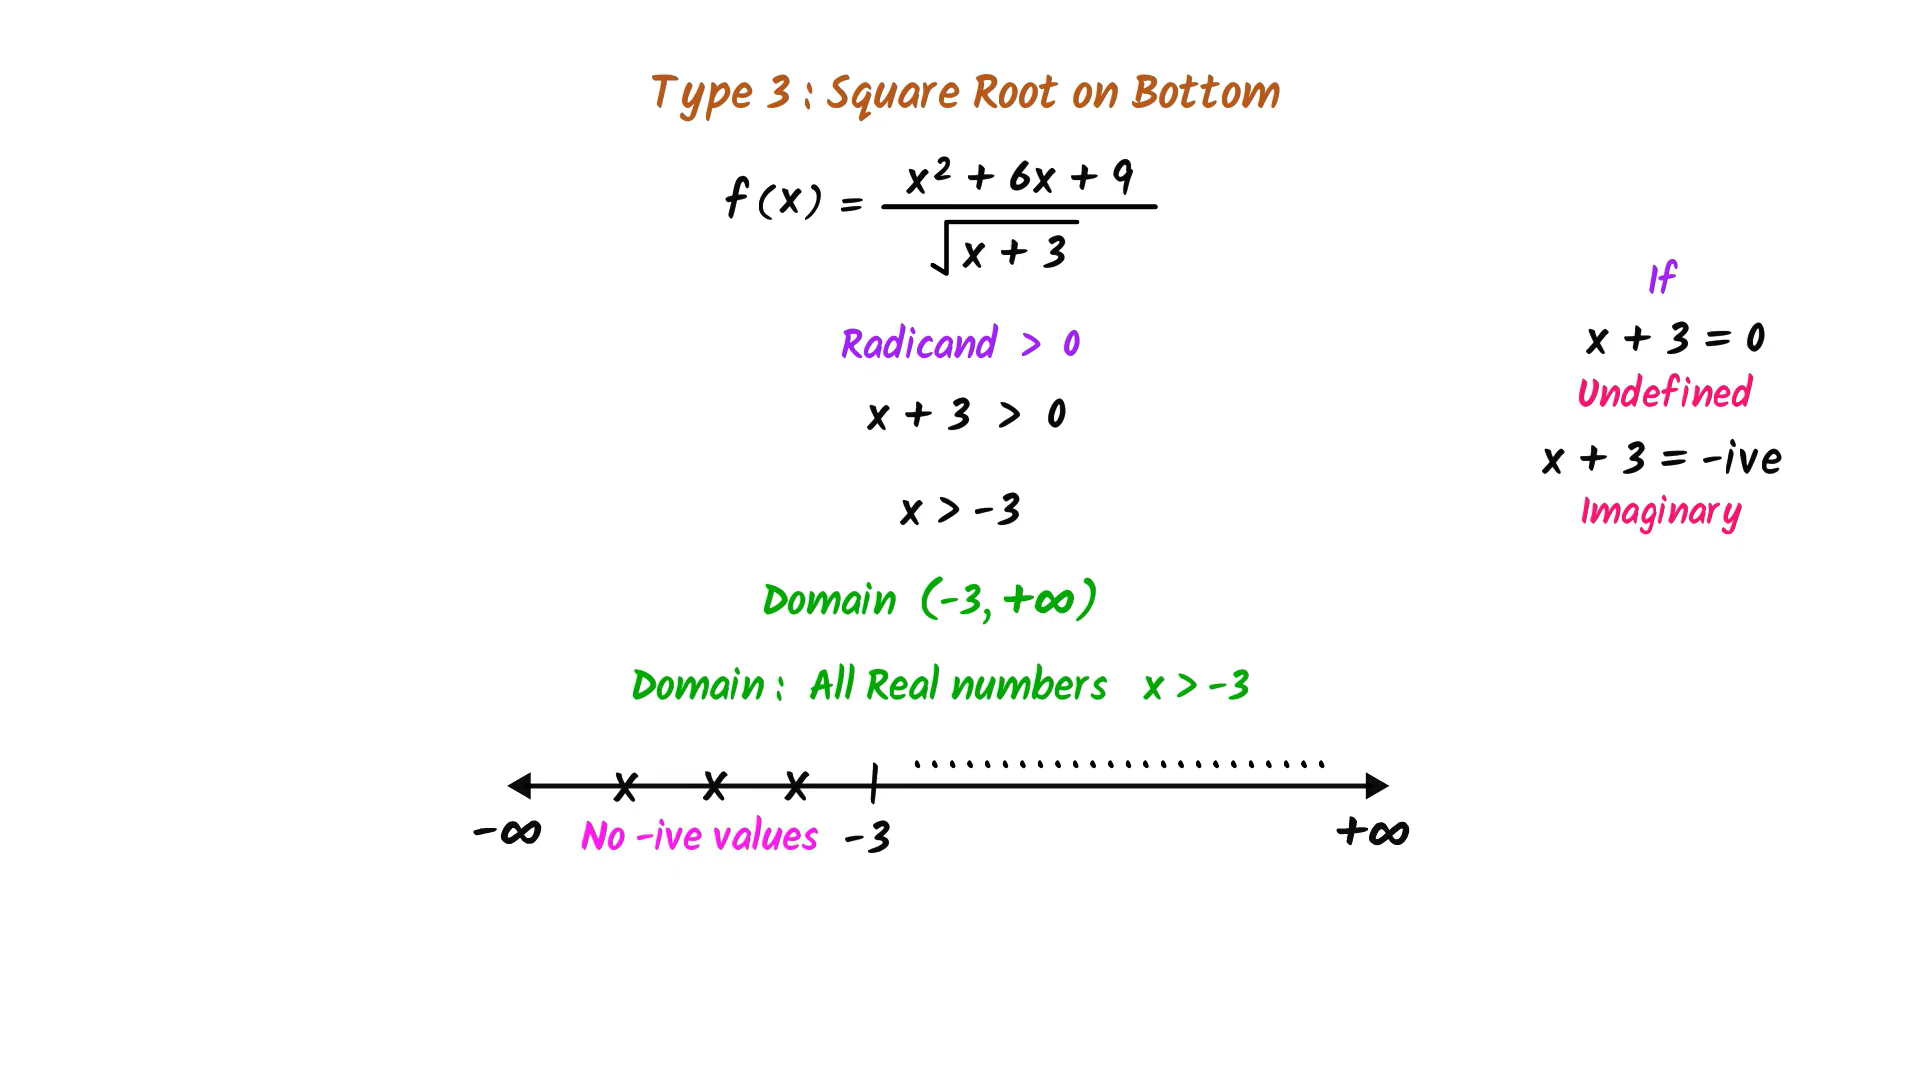 Type 3 : Square Root on Bottom
f(x) = x² + 6x + 9
√x + 3
Radicand > 0
x + 3 > 0
x > -3
Domain (-3, +∞)
Domain : All Real numbers x > -3
If
x + 3 = 0
Undefined
x + 3 = -ive
Imaginary
x x x
-∞ No -ive values -3 +∞